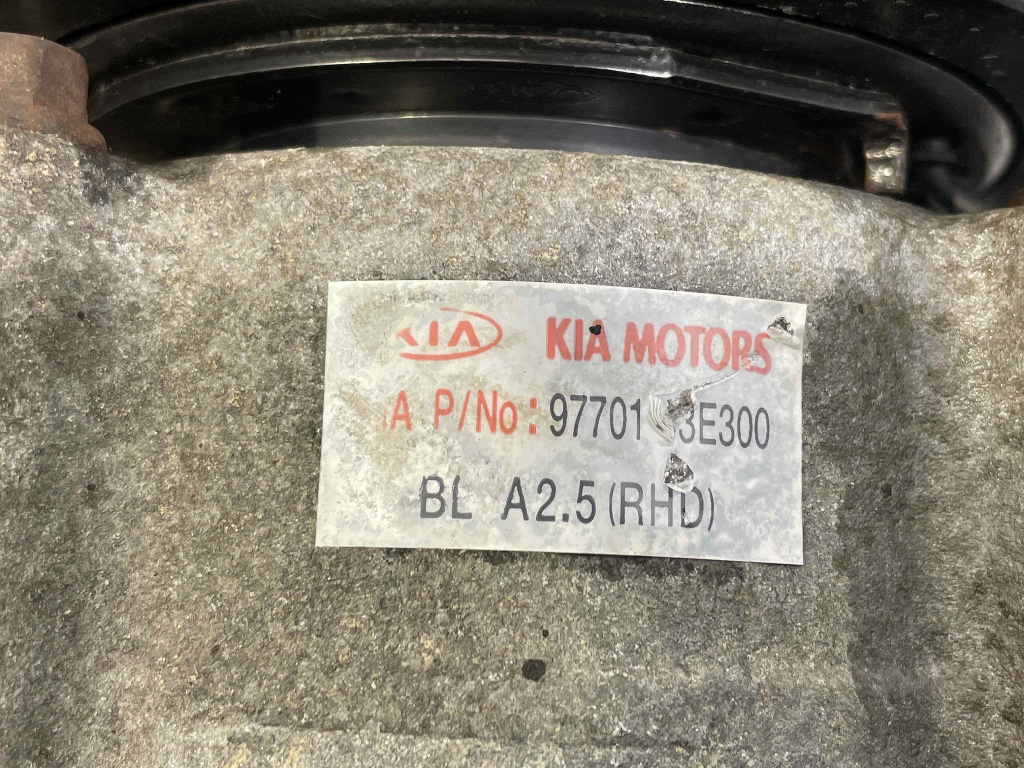 KIA KIA MOTORS
P/No: 97701 3E300
BL A2.5 (RHD)